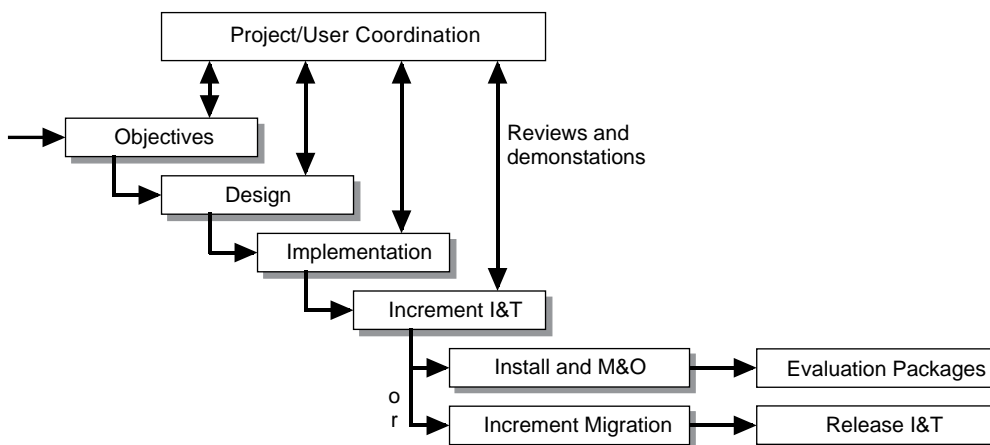 Project/User Coordination
Objectives
Reviews and
demonstations
Design
Implementation
Increment I&T
Install and M&O
Evaluation Packages
o
r
Increment Migration
Release I&T